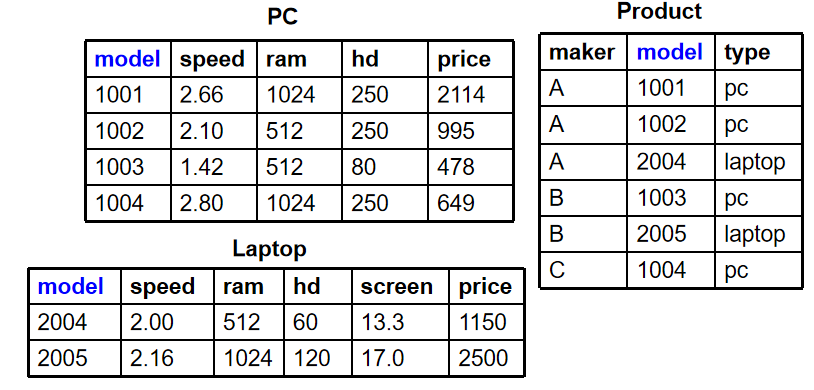 PC
model speed ram hd price
1001 2.66 1024 250 2114
1002 2.10 512 250 995
1003 1.42 512 80 478
1004 2.80 1024 250 649
Product
maker model type
A 1001 pc
A 1002 pc
A 2004 laptop
B 1003 pc
B 2005 laptop
C 1004 pc
Laptop
model speed ram hd screen price
2004 2.00 512 60 13.3 1150
2005 2.16 1024 120 17.0 2500